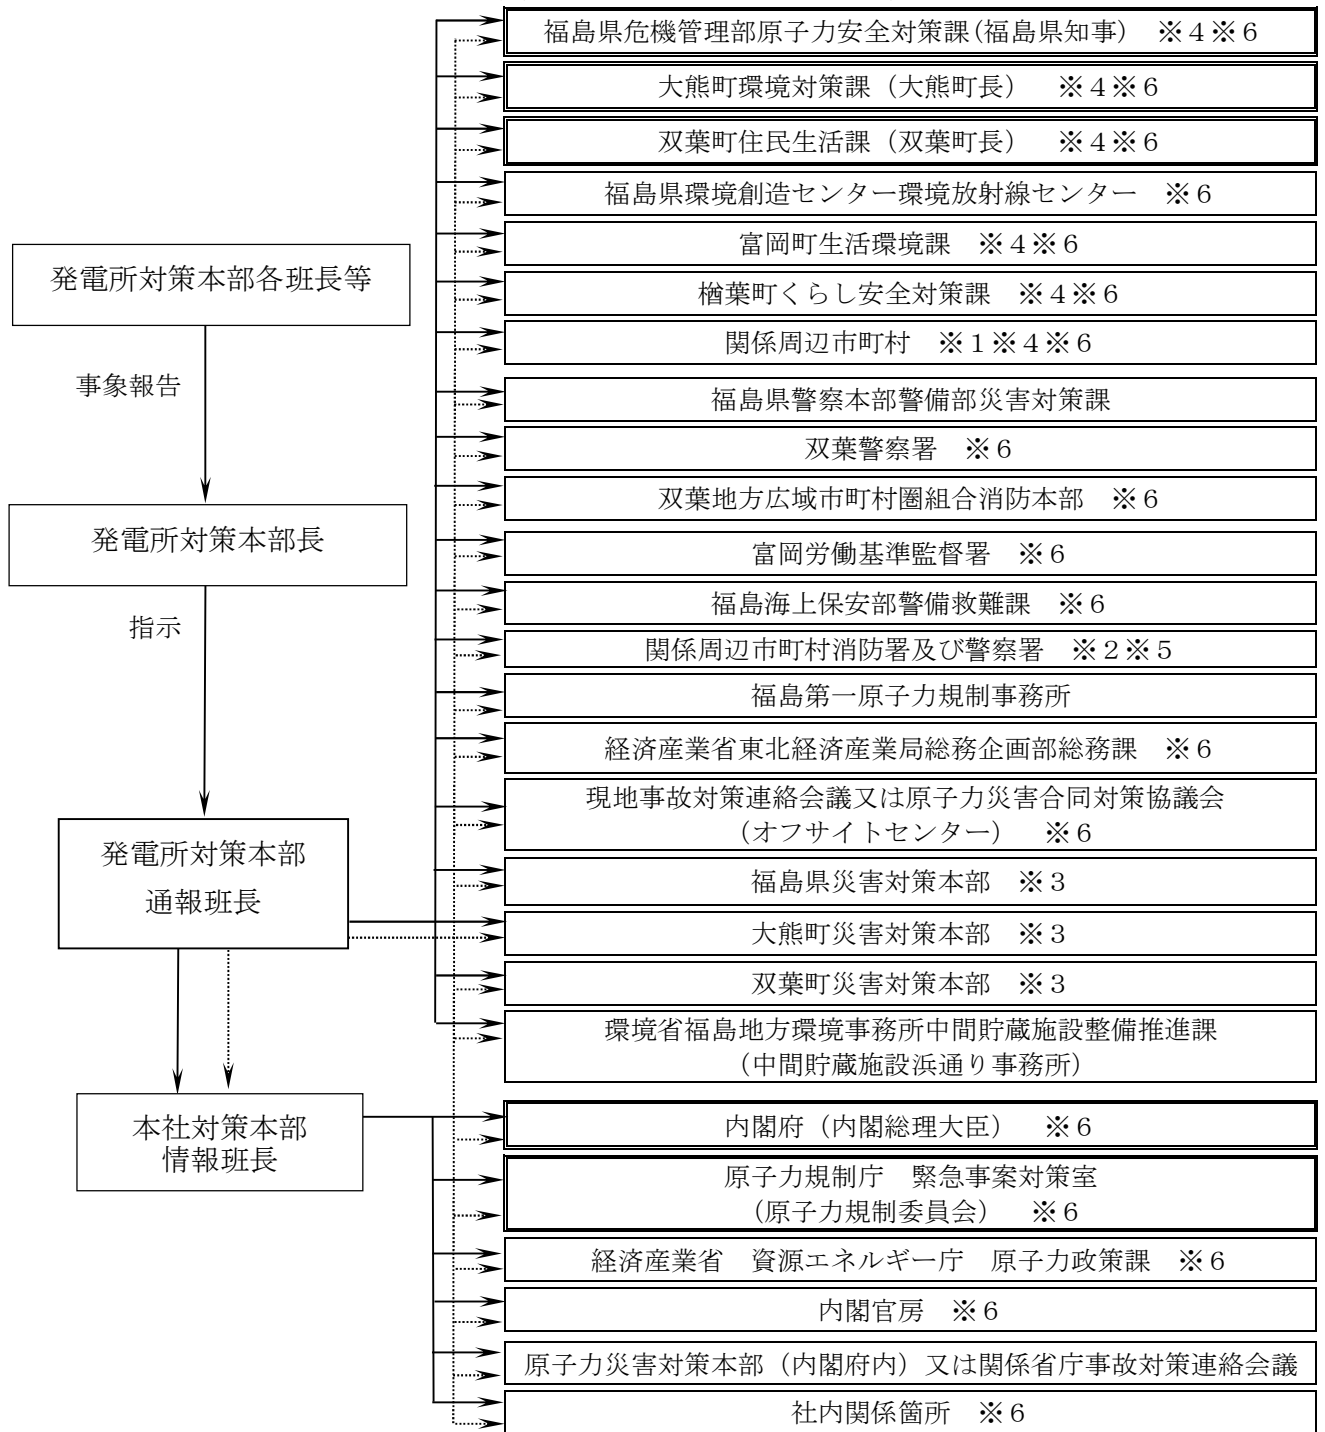 福島県危機管理部原子力安全対策課(福島県知事) ※4※6
大熊町環境対策課(大熊町長) ※4※6
双葉町住民生活課(双葉町長) ※4※6
福島県環境創造センター環境放射線センター ※6
富岡町生活環境課 ※4※6
楢葉町くらし安全対策課 ※4※6
関係周辺市町村 ※1※4※6
福島県警察本部警備部災害対策課
双葉警察署 ※6
双葉地方広域市町村圏組合消防本部 ※6
富岡労働基準監督署 ※6
福島海上保安部警備救難課 ※6
関係周辺市町村消防署及び警察署 ※2※5
福島第一原子力規制事務所
経済産業省東北経済産業局総務企画部総務課 ※6
現地事故対策連絡会議又は原子力災害合同対策協議会
(オフサイトセンター) ※6
福島県災害対策本部 ※3
大熊町災害対策本部 ※3
双葉町災害対策本部 ※3
環境省福島地方環境事務所中間貯蔵施設整備推進課
(中間貯蔵施設浜通り事務所)
発電所対策本部各班長等
事象報告
発電所対策本部長
指示
発電所対策本部
通報班長
本社対策本部
情報班長
内閣府(内閣総理大臣) ※6
原子力規制庁 緊急事案対策室
(原子力規制委員会) ※6
経済産業省 資源エネルギー庁 原子力政策課 ※6
内閣官房 ※6
原子力災害対策本部(内閣府内)又は関係省庁事故対策連絡会議
社内関係箇所 ※6